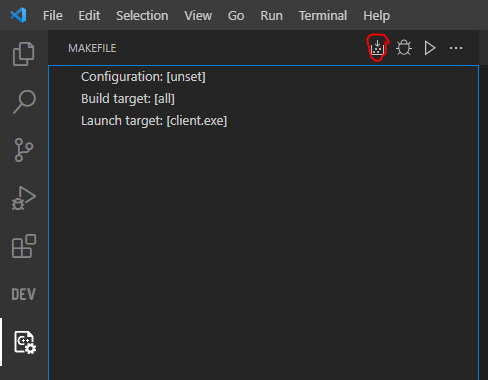 File Edit Selection View Go Run Terminal Help
MAKEFILE
Configuration: [unset]
Build target: [all]
Launch target: [client.exe]
DEV